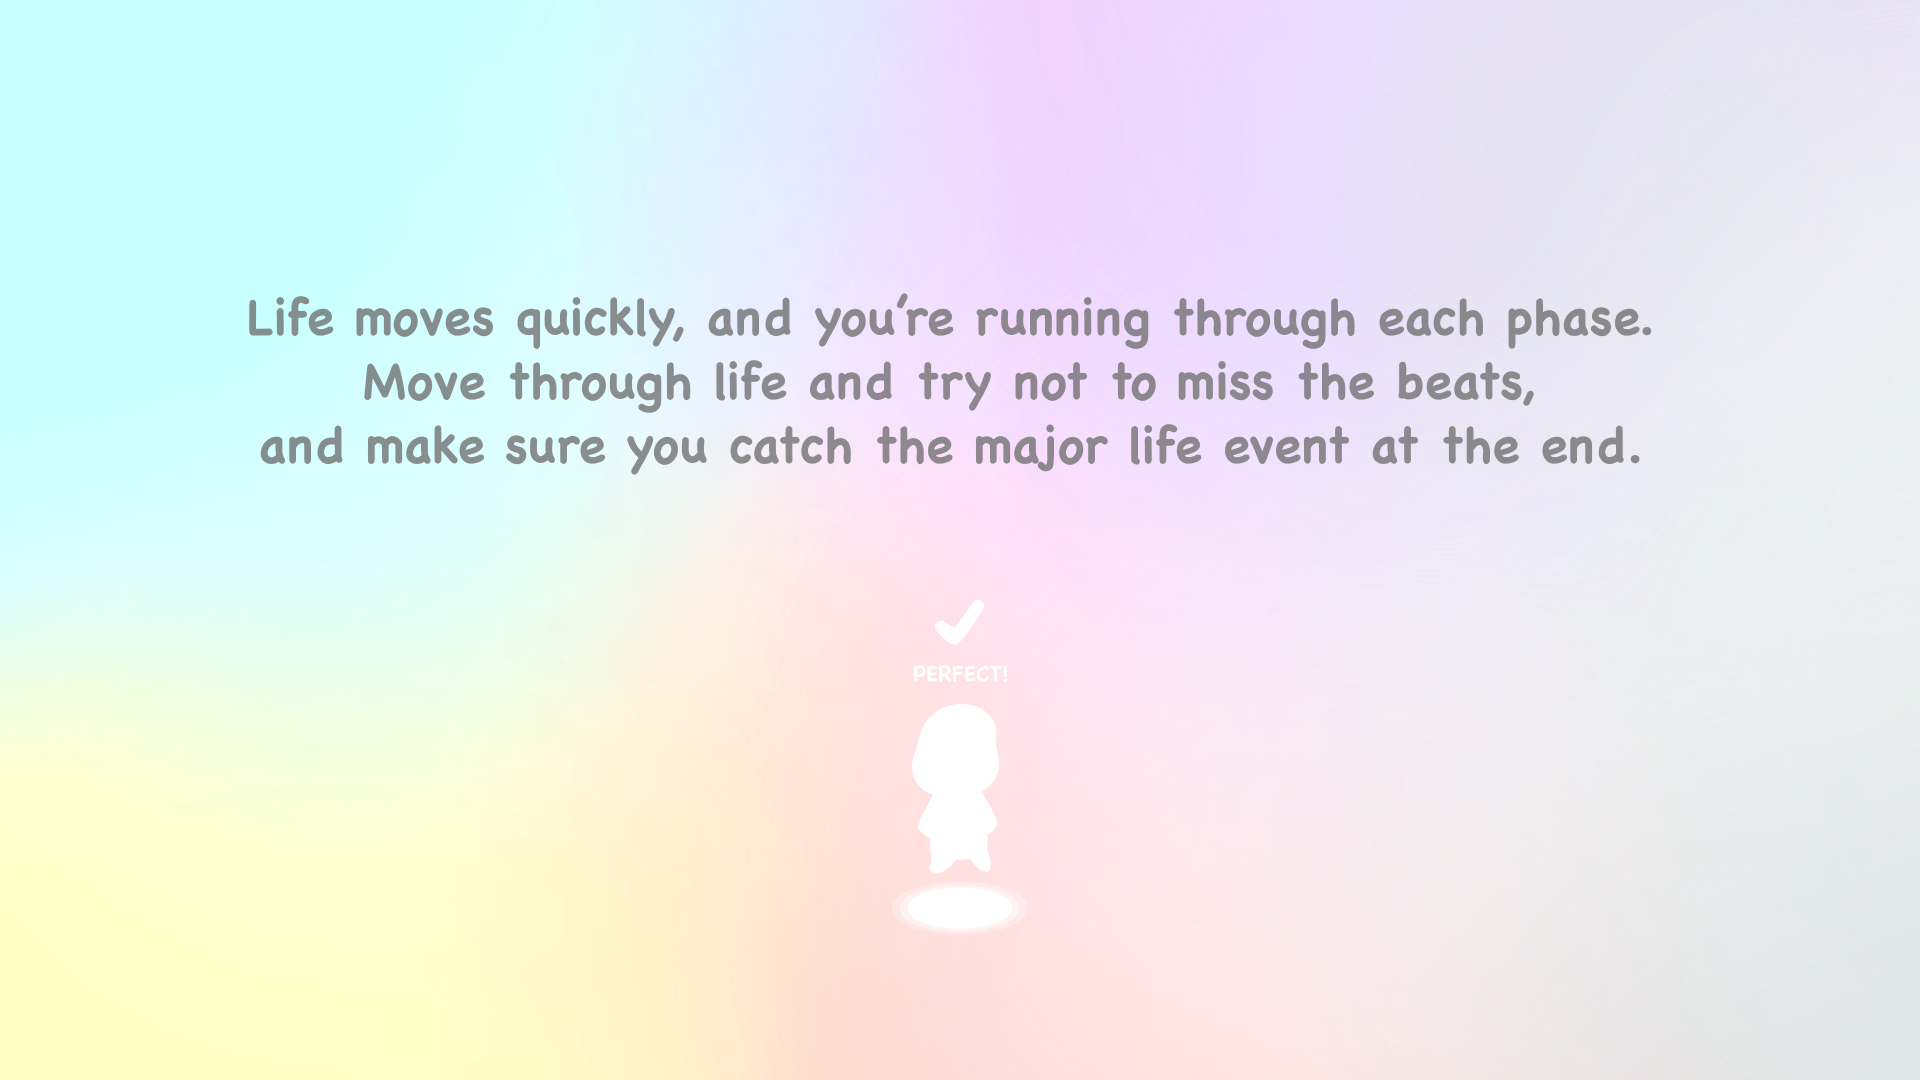 Life moves quickly, and you’re running through each phase.
Move through life and try not to miss the beats,
and make sure you catch the major life event at the end.
PERFECT!